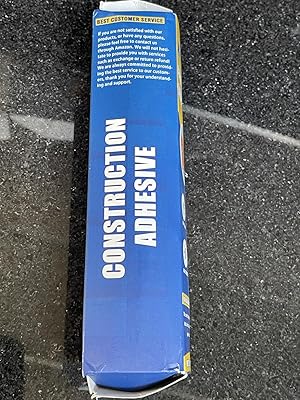 BEST CUSTOMER SERVICE
If you are not satisfied with our
products, or have any questions,
please feel free to contact us
through Amazon. We will not hesi-
tate to provide you with services
such as exchange or return refund!
We are always committed to provid-
ing the best service to our custom-
ers, thank you for your understand-
ing and support.
CONSTRUCTION
ADHESIVE